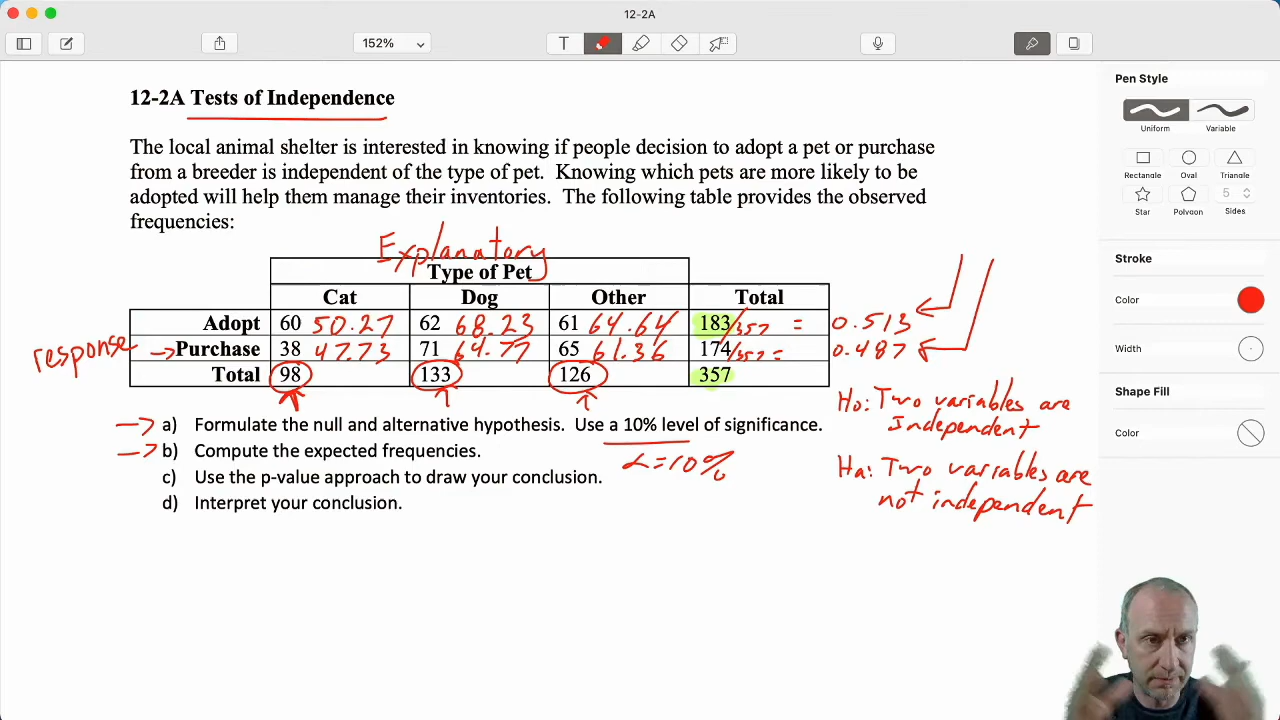 12-2A
152%
T
Pen Style
Uniform
Variable
Rectangle
Oval
Triangle
Star
Polygon
5
Sides
Stroke
Color
Width
Shape Fill
Color
12-2A Tests of Independence
The local animal shelter is interested in knowing if people decision to adopt a pet or purchase
from a breeder is independent of the type of pet.  Knowing which pets are more likely to be
adopted will help them manage their inventories.  The following table provides the observed
frequencies:
Explanatory
Type of Pet
Cat Dog Other Total
Adopt 60 50.27 62 68.23 61 64.64 183/357 = 0.513
response → Purchase 38 47.73 71 64.77 65 61.36 174/357 = 0.487
Total 98 133 126 357
→ a) Formulate the null and alternative hypothesis.  Use a 10% level of significance.
→ b) Compute the expected frequencies.
α=10%
c) Use the p-value approach to draw your conclusion.
d) Interpret your conclusion.
Ho: Two variables are
Independent
Ha: Two variables are
not independent